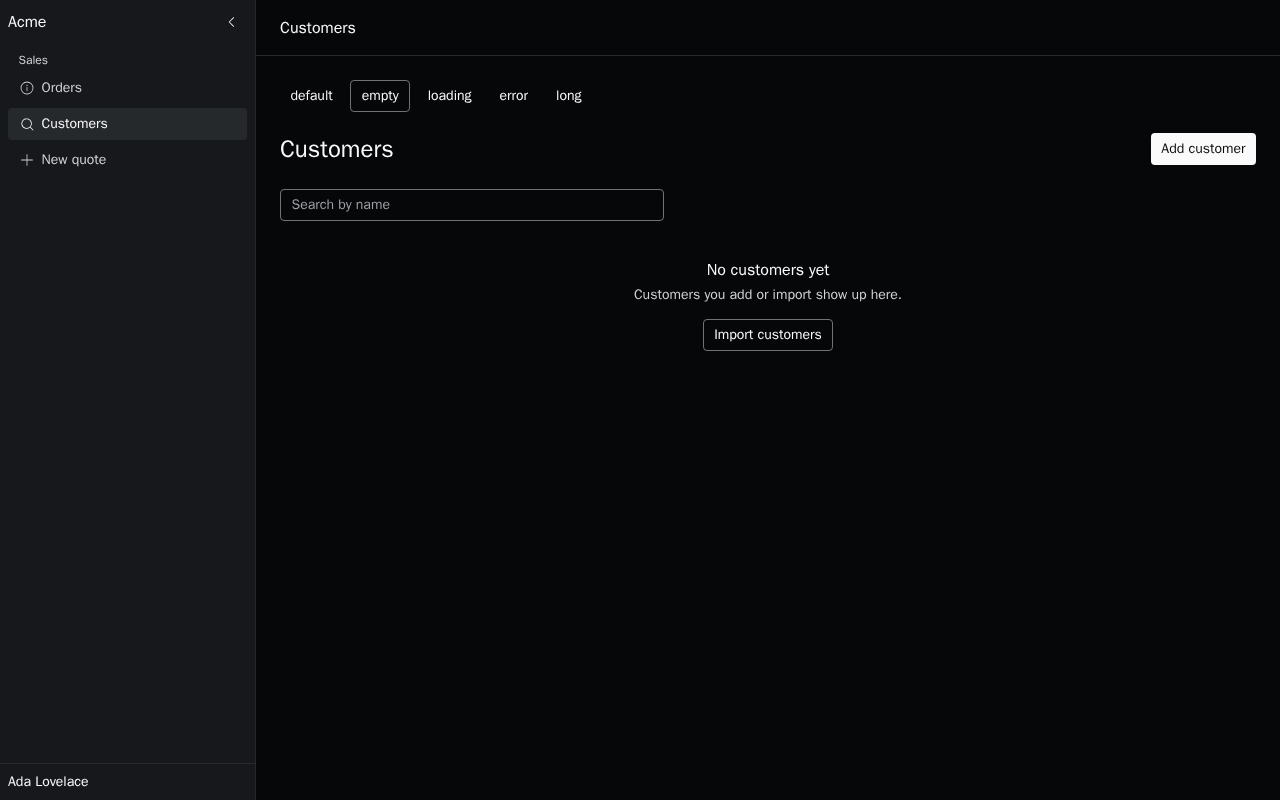 Acme
Sales
Orders
Customers
New quote
Ada Lovelace
Customers
default empty loading error long
Customers
Add customer
Search by name
No customers yet
Customers you add or import show up here.
Import customers